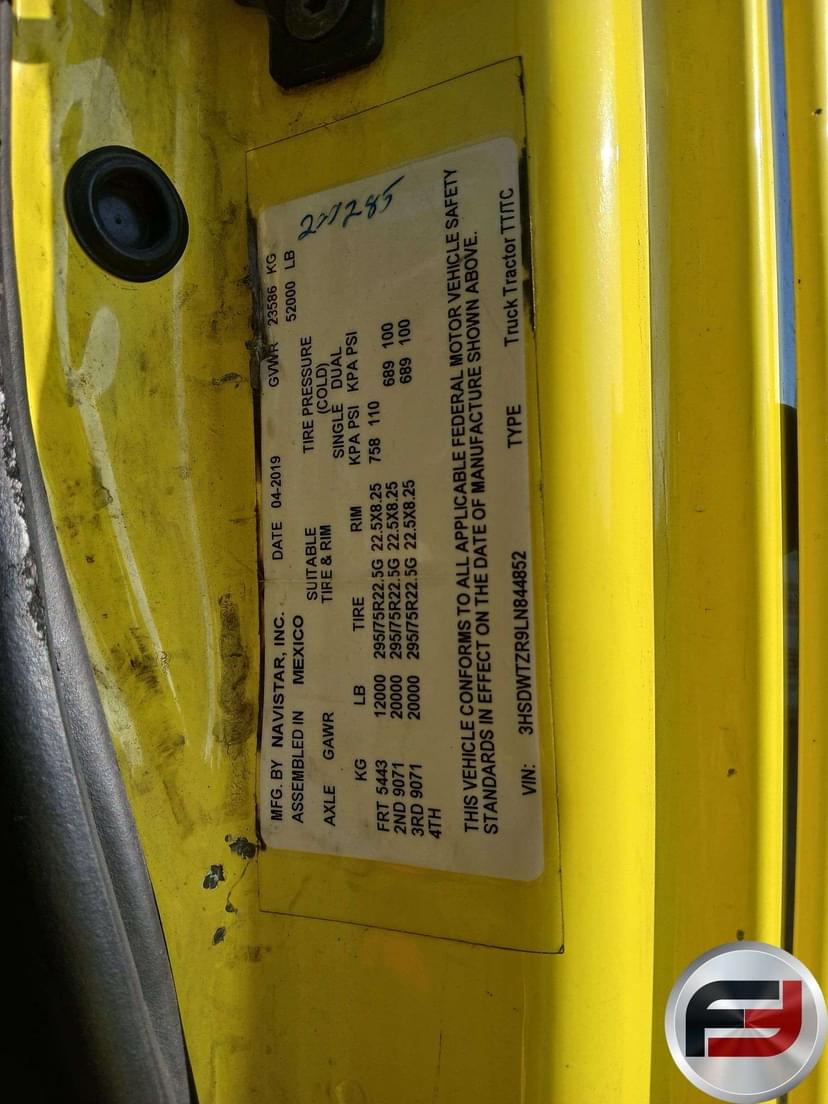 MFG. BY NAVISTAR, INC. DATE 04-2019 GVWR 23586 KG
ASSEMBLED IN MEXICO 52000 LB
SUITABLE TIRE PRESSURE
AXLE GAWR TIRE & RIM (COLD)
SINGLE DUAL
KG LB TIRE RIM KPA PSI KPA PSI
FRT 5443 12000 295/75R22.5G 22.5X8.25 758 110
2ND 9071 20000 295/75R22.5G 22.5X8.25 689 100
3RD 9071 20000 295/75R22.5G 22.5X8.25 689 100
4TH
THIS VEHICLE CONFORMS TO ALL APPLICABLE FEDERAL MOTOR VEHICLE SAFETY
STANDARDS IN EFFECT ON THE DATE OF MANUFACTURE SHOWN ABOVE.
VIN: 3HSDWTZR9LN844852 TYPE Truck Tractor TT/TC